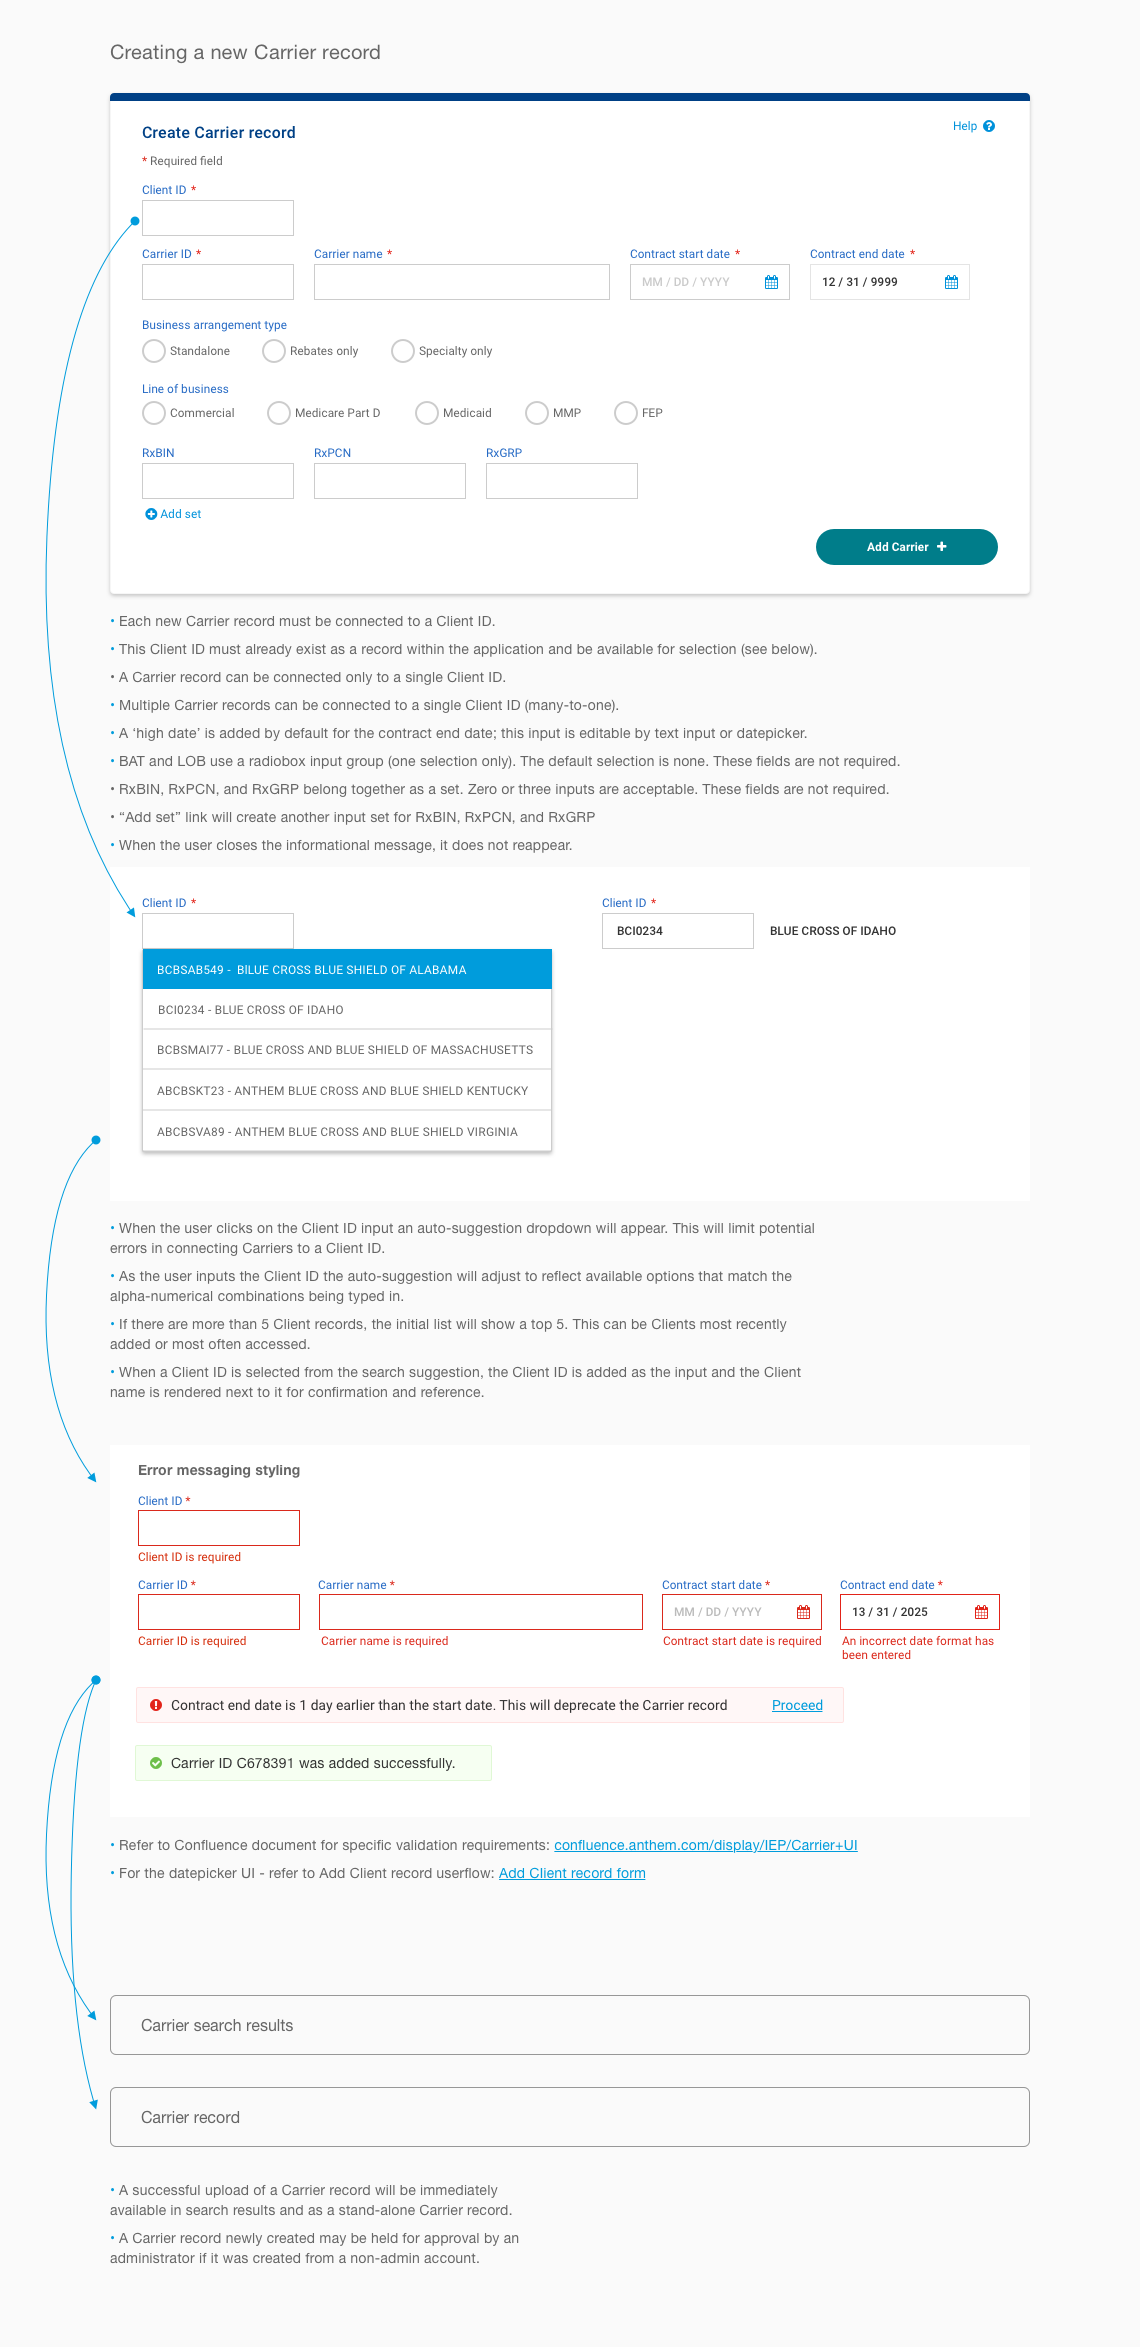 Creating a new Carrier record
Create Carrier record
Help
* Required field
Client ID *
Carrier ID *
Carrier name *
Contract start date *
Contract end date *
MM / DD / YYYY
12 / 31 / 9999
Business arrangement type
Standalone
Rebates only
Specialty only
Line of business
Commercial
Medicare Part D
Medicaid
MMP
FEP
RxBIN
RxPCN
RxGRP
Add set
Add Carrier +
• Each new Carrier record must be connected to a Client ID.
• This Client ID must already exist as a record within the application and be available for selection (see below).
• A Carrier record can be connected only to a single Client ID.
• Multiple Carrier records can be connected to a single Client ID (many-to-one).
• A ‘high date’ is added by default for the contract end date; this input is editable by text input or datepicker.
• BAT and LOB use a radiobox input group (one selection only). The default selection is none. These fields are not required.
• RxBIN, RxPCN, and RxGRP belong together as a set. Zero or three inputs are acceptable. These fields are not required.
• “Add set” link will create another input set for RxBIN, RxPCN, and RxGRP
• When the user closes the informational message, it does not reappear.
Client ID *
BCBSAB549 - BILUE CROSS BLUE SHIELD OF ALABAMA
BCI0234 - BLUE CROSS OF IDAHO
BCBSMAI77 - BLUE CROSS AND BLUE SHIELD OF MASSACHUSETTS
ABCBSKT23 - ANTHEM BLUE CROSS AND BLUE SHIELD KENTUCKY
ABCBSVA89 - ANTHEM BLUE CROSS AND BLUE SHIELD VIRGINIA
Client ID *
BCI0234
BLUE CROSS OF IDAHO
• When the user clicks on the Client ID input an auto-suggestion dropdown will appear. This will limit potential
errors in connecting Carriers to a Client ID.
• As the user inputs the Client ID the auto-suggestion will adjust to reflect available options that match the
alpha-numerical combinations being typed in.
• If there are more than 5 Client records, the initial list will show a top 5. This can be Clients most recently
added or most often accessed.
• When a Client ID is selected from the search suggestion, the Client ID is added as the input and the Client
name is rendered next to it for confirmation and reference.
Error messaging styling
Client ID *
Client ID is required
Carrier ID *
Carrier name *
Contract start date *
Contract end date *
MM / DD / YYYY
13 / 31 / 2025
Carrier ID is required
Carrier name is required
Contract start date is required
An incorrect date format has
been entered
Contract end date is 1 day earlier than the start date. This will deprecate the Carrier record
Proceed
Carrier ID C678391 was added successfully.
• Refer to Confluence document for specific validation requirements: confluence.anthem.com/display/IEP/Carrier+UI
• For the datepicker UI - refer to Add Client record userflow: Add Client record form
Carrier search results
Carrier record
• A successful upload of a Carrier record will be immediately
available in search results and as a stand-alone Carrier record.
• A Carrier record newly created may be held for approval by an
administrator if it was created from a non-admin account.